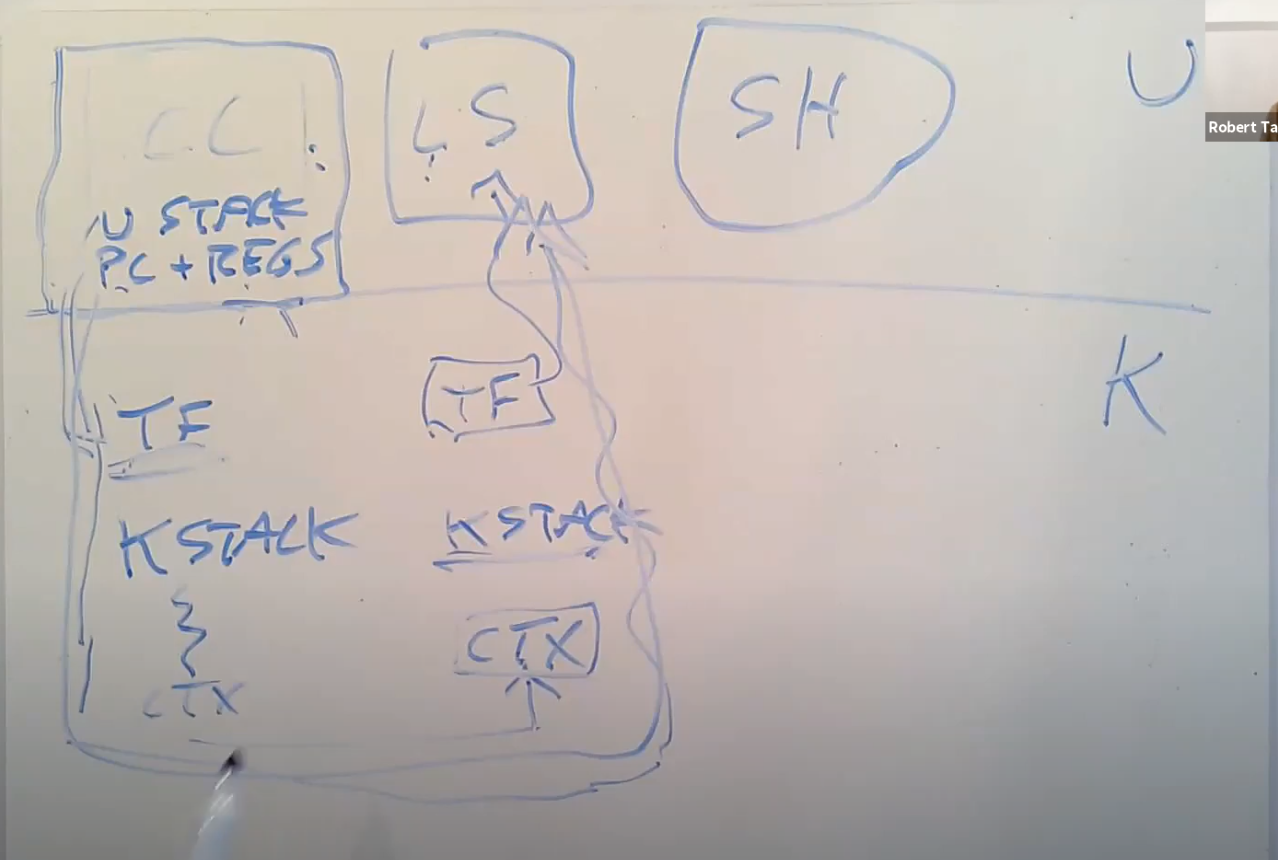 CC
U STACK
PC + REGS
LS
SH
U
Robert Ta
TF
KSTACK
CTX
TF
KSTACK
CTX
K